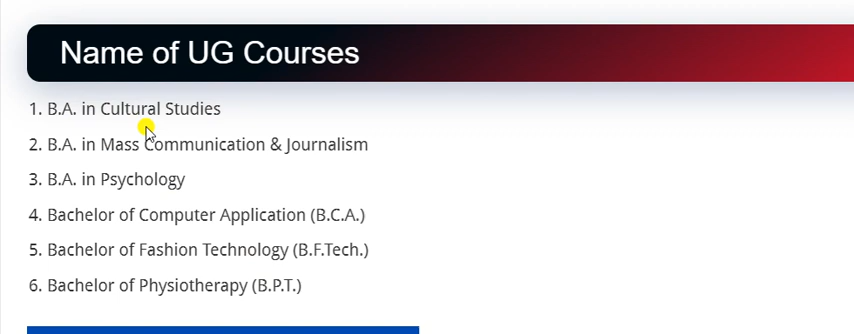 Name of UG Courses
1. B.A. in Cultural Studies
2. B.A. in Mass Communication & Journalism
3. B.A. in Psychology
4. Bachelor of Computer Application (B.C.A.)
5. Bachelor of Fashion Technology (B.F.Tech.)
6. Bachelor of Physiotherapy (B.P.T.)